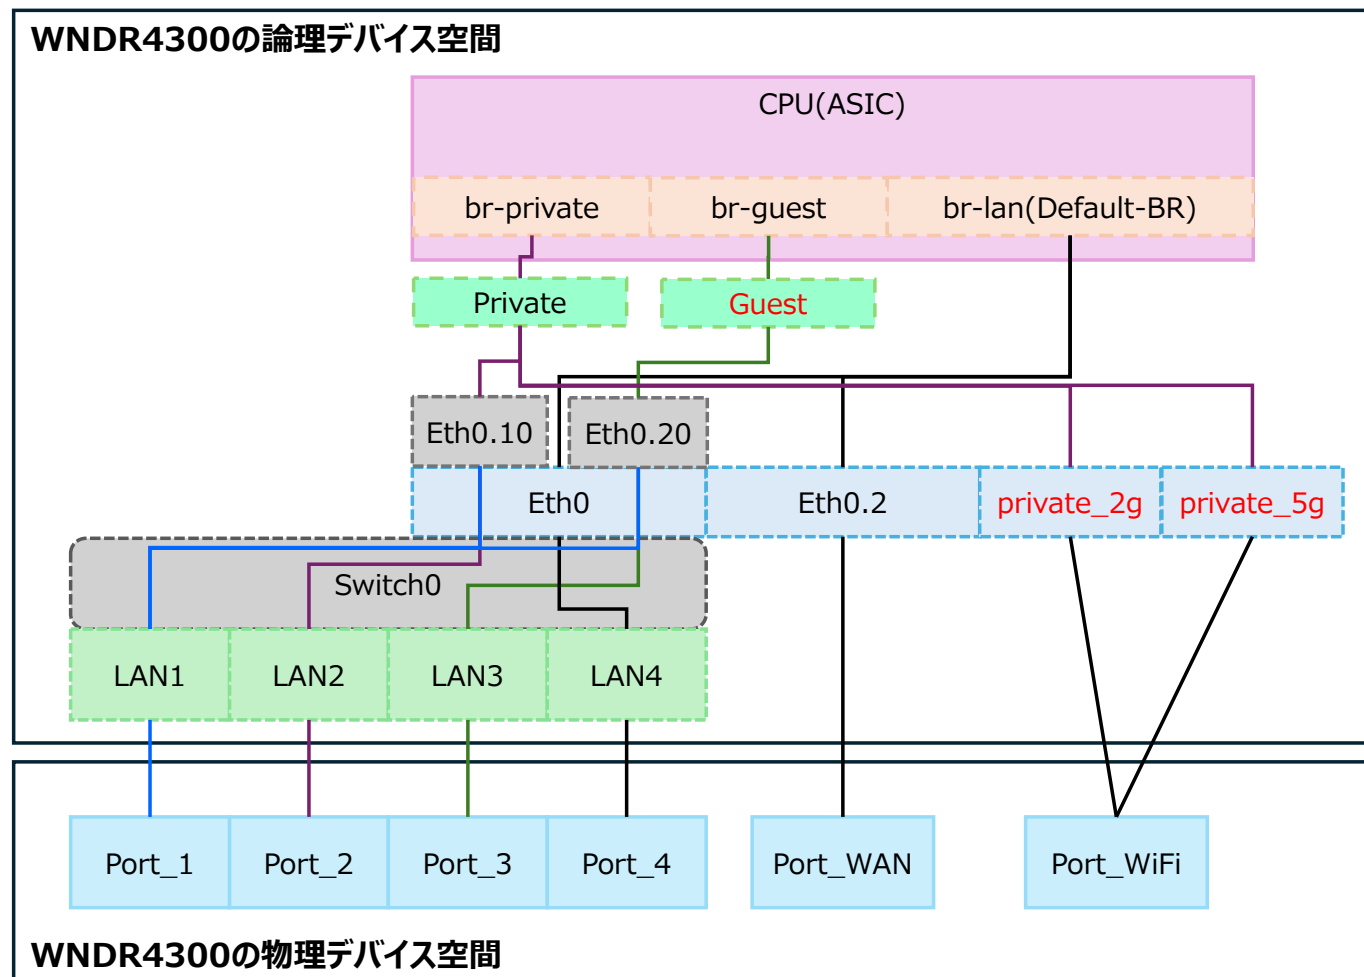 WNDR4300の論理デバイス空間
CPU(ASIC)
br-private
br-guest
br-lan(Default-BR)
Private
Guest
Eth0.10
Eth0.20
Eth0
Eth0.2
private_2g
private_5g
Switch0
LAN1
LAN2
LAN3
LAN4
Port_1
Port_2
Port_3
Port_4
Port_WAN
Port_WiFi
WNDR4300の物理デバイス空間